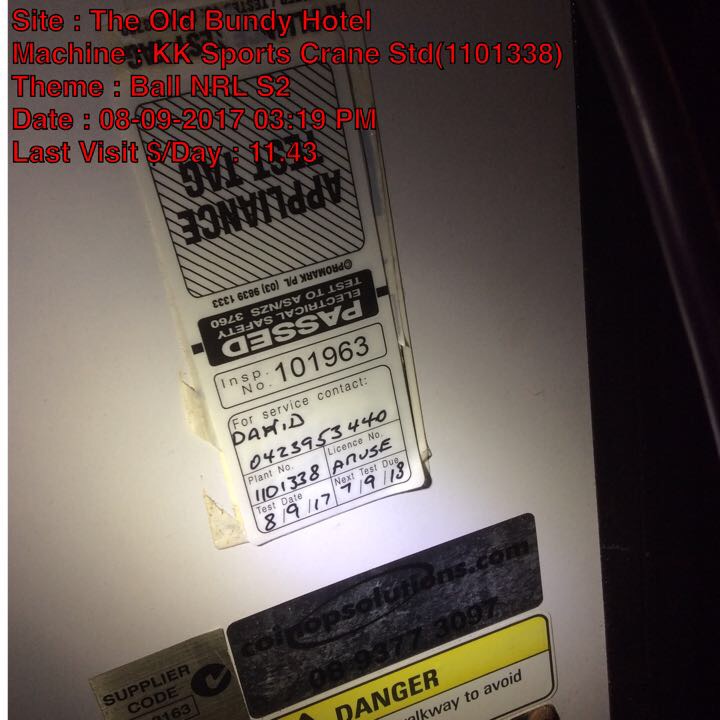 Site : The Old Bundy Hotel
Machine : KK Sports Crane Std(1101338)
Theme : Ball NRL S2
Date : 08-09-2017 03:19 PM
Last Visit $/Day : 11.43
TEST TAG
APPLIANCE
TEST TAG
©PROMARK P/L (03) 9839 1333
PASSED
ELECTRICAL SAFETY
TEST TO AS/NZS 3760
Insp. No. 101963
For service contact:
DAVID
0423953440
Plant No. Licence No.
1101338 AMUSE
Test Date Next Test Due
8/9/17 7/9/18
coinopsolutions.com
08 9377 3097
SUPPLIER
CODE
3163
DANGER
walkway to avoid